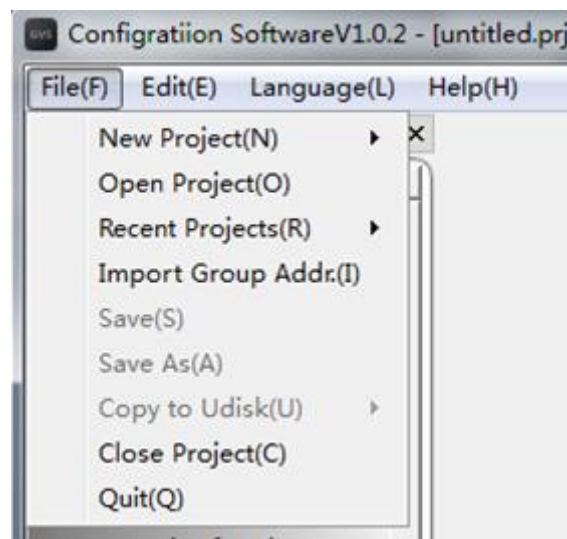 GVS Configratiion SoftwareV1.0.2 - [untitled.prj
File(F) Edit(E) Language(L) Help(H)
New Project(N)
Open Project(O)
Recent Projects(R)
Import Group Addr.(I)
Save(S)
Save As(A)
Copy to Udisk(U)
Close Project(C)
Quit(Q)